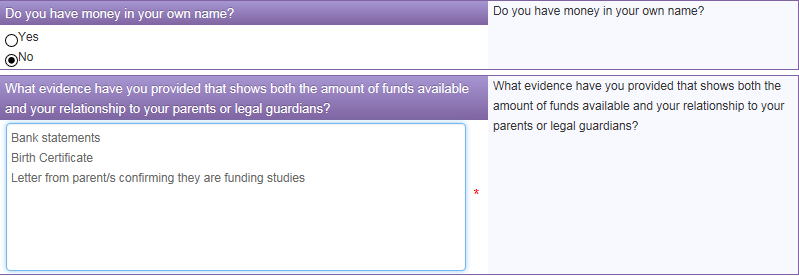 Do you have money in your own name?
Do you have money in your own name?
Yes
No
What evidence have you provided that shows both the amount of funds available
and your relationship to your parents or legal guardians?
What evidence have you provided that shows both the
amount of funds available and your relationship to your
parents or legal guardians?
Bank statements
Birth Certificate
Letter from parent/s confirming they are funding studies
*